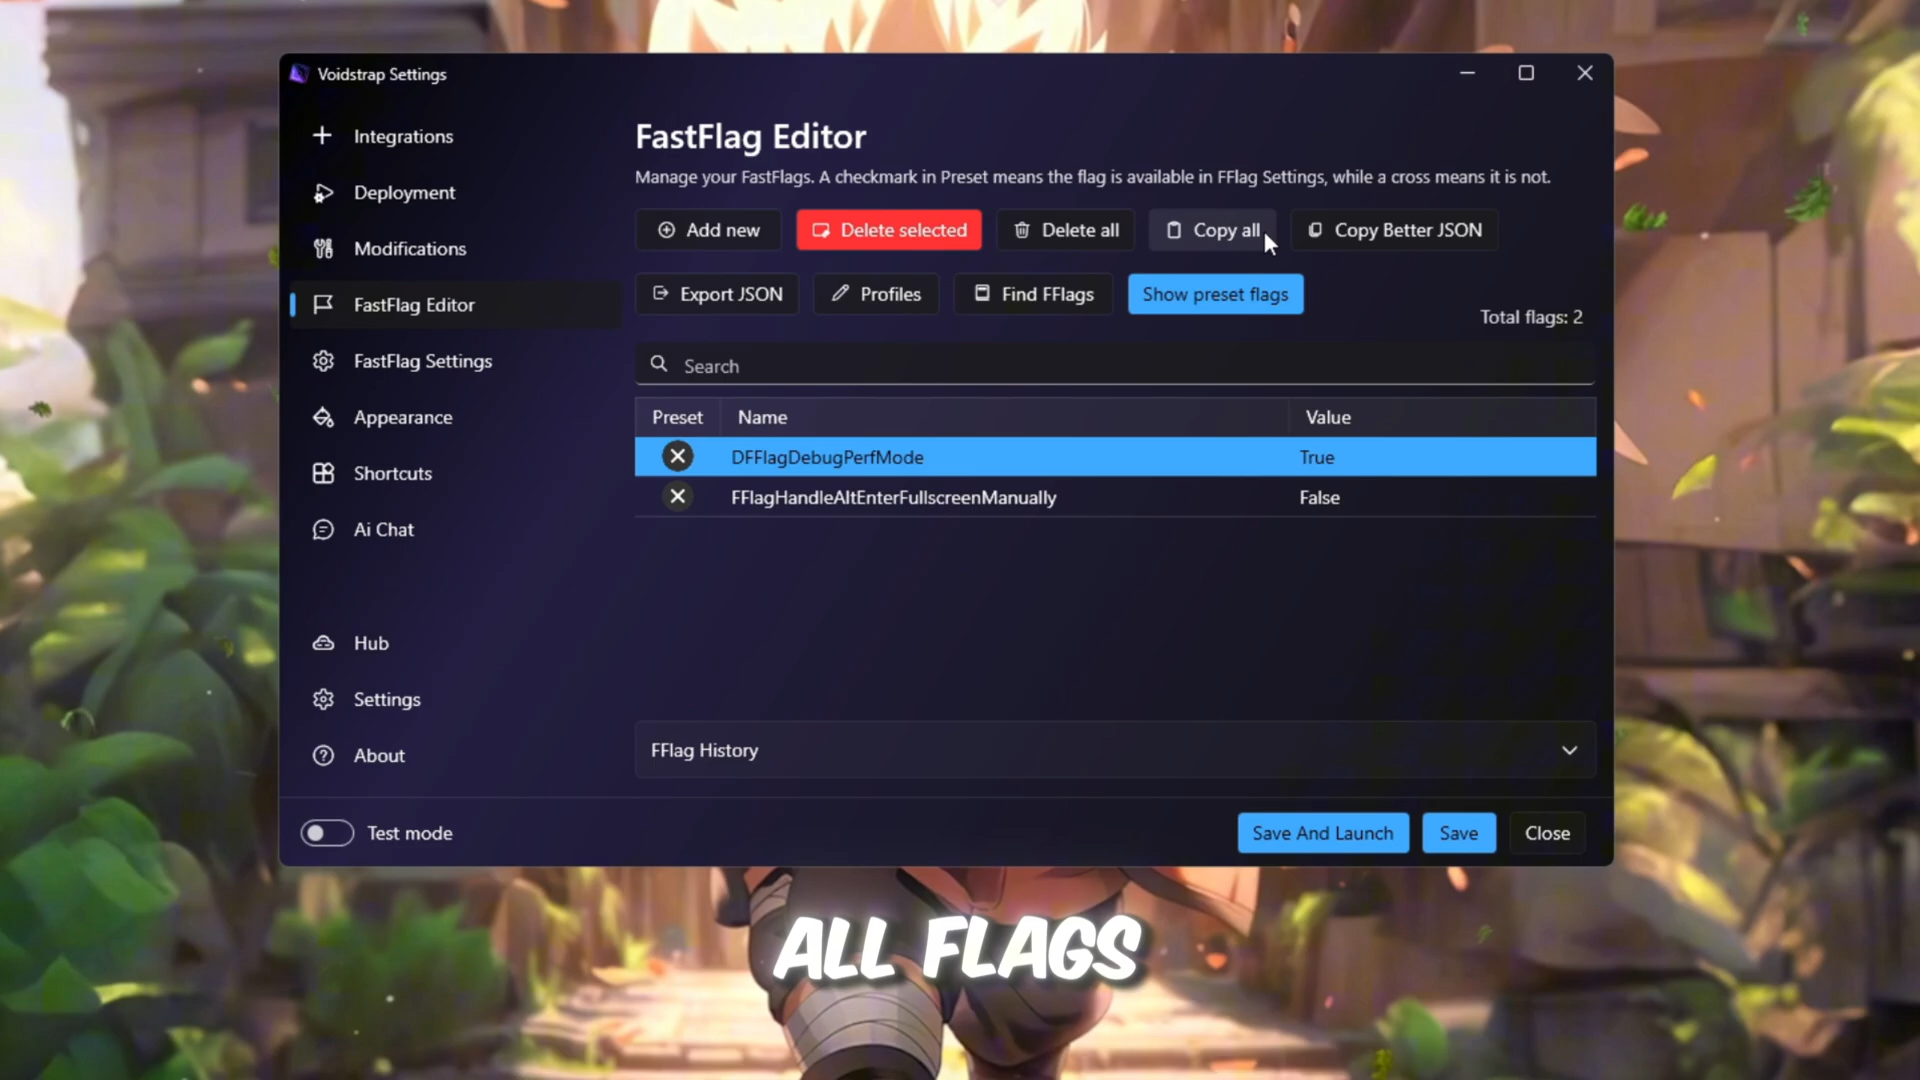 Voidstrap Settings
Integrations
Deployment
Modifications
FastFlag Editor
FastFlag Settings
Appearance
Shortcuts
Ai Chat
Hub
Settings
About
Test mode
FastFlag Editor
Manage your FastFlags. A checkmark in Preset means the flag is available in FFlag Settings, while a cross means it is not.
Add new Delete selected Delete all Copy all Copy Better JSON
Export JSON Profiles Find FFlags Show preset flags
Total flags: 2
Search
Preset Name Value
DFFlagDebugPerfMode True
FFlagHandleAltEnterFullscreenManually False
FFlag History
Save And Launch Save Close
ALL FLAGS